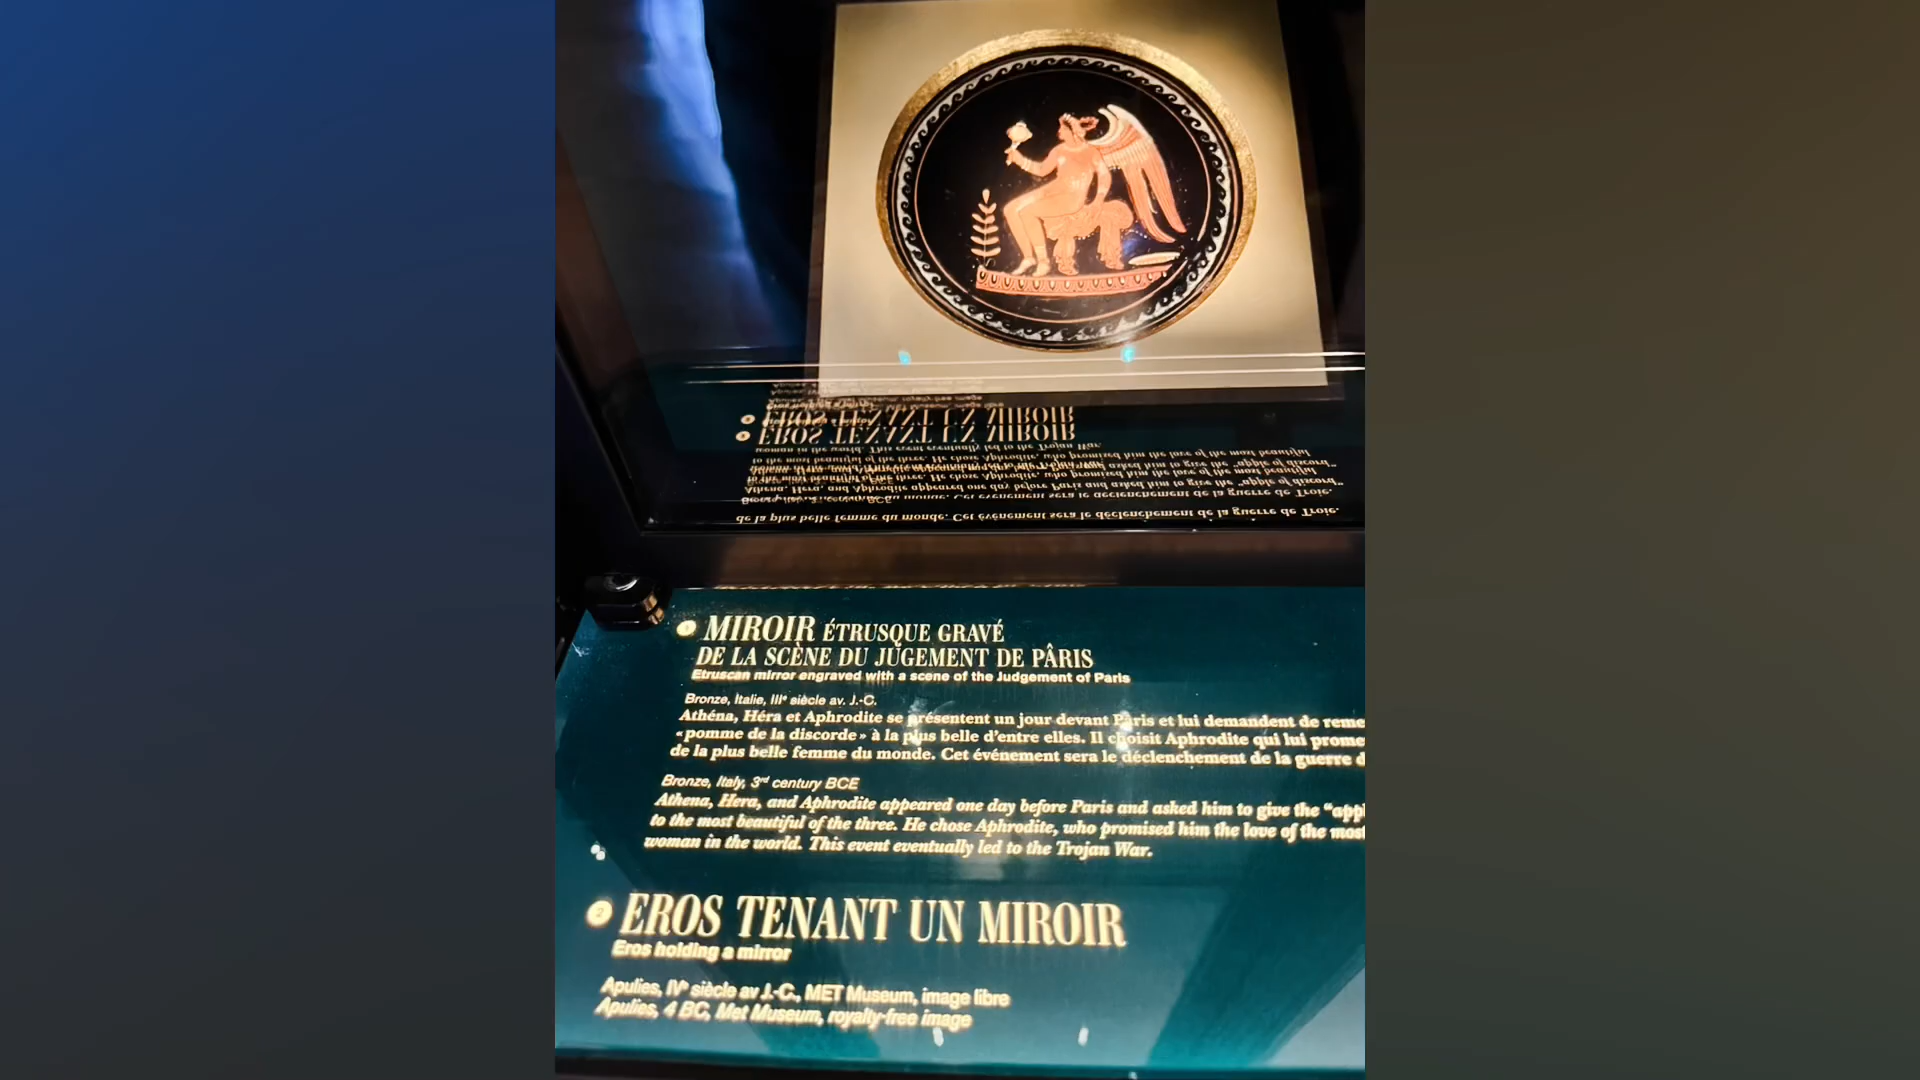 1 MIROIR ÉTRUSQUE GRAVÉ
DE LA SCÈNE DU JUGEMENT DE PÂRIS
Etruscan mirror engraved with a scene of the Judgement of Paris
Bronze, Italie, IIIe siècle av. J.-C.
Athéna, Héra et Aphrodite se présentent un jour devant Pâris et lui demandent de
« pomme de la discorde » à la plus belle d'entre elles. Il choisit Aphrodite qui lui
de la plus belle femme du monde. Cet événement sera le déclenchement de la guerre
Bronze, Italy, 3rd century BCE
Athena, Hera, and Aphrodite appeared one day before Paris and asked him to give the
to the most beautiful of the three. He chose Aphrodite, who promised him the love of the most
woman in the world. This event eventually led to the Trojan War.
2 EROS TENANT UN MIROIR
Eros holding a mirror
Apulies, IVe siècle av J.-C., MET Museum, image libre
Apulies, 4 BC, Met Museum, royalty-free image